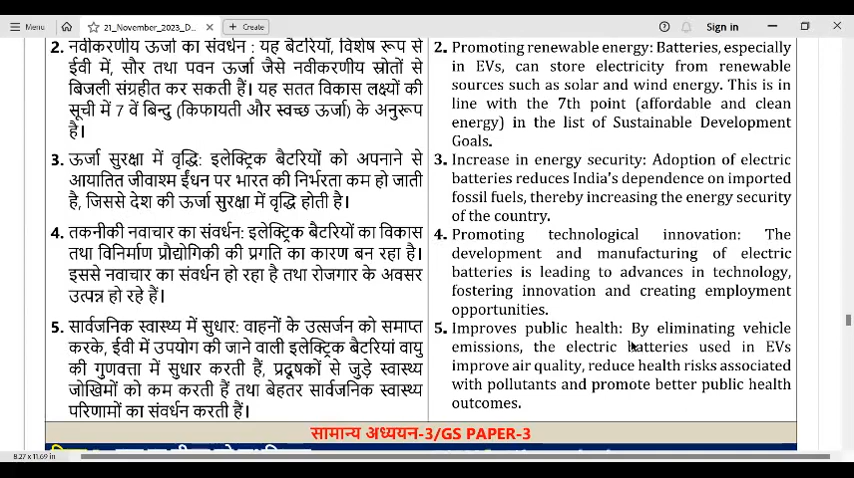 Menu
21_November_2023_D...
Create
Sign in
2. नवीकरणीय ऊर्जा का संवर्धन : यह बैटरियाँ, विशेष रूप से
ईवी में, सौर तथा पवन ऊर्जा जैसे नवीकरणीय स्रोतों से
बिजली संग्रहीत कर सकती हैं। यह सतत विकास लक्ष्यों की
सूची में 7 वें बिन्दु (किफायती और स्वच्छ ऊर्जा) के अनुरूप
है।
3. ऊर्जा सुरक्षा में वृद्धि: इलेक्ट्रिक बैटरियों को अपनाने से
आयातित जीवाश्म ईंधन पर भारत की निर्भरता कम हो जाती
है, जिससे देश की ऊर्जा सुरक्षा में वृद्धि होती है।
4. तकनीकी नवाचार का संवर्धन: इलेक्ट्रिक बैटरियों का विकास
तथा विनिर्माण प्रौद्योगिकी की प्रगति का कारण बन रहा है।
इससे नवाचार का संवर्धन हो रहा है तथा रोजगार के अवसर
उत्पन्न हो रहे हैं।
5. सार्वजनिक स्वास्थ्य में सुधार: वाहनों के उत्सर्जन को समाप्त
करके, ईवी में उपयोग की जाने वाली इलेक्ट्रिक बैटरियां वायु
की गुणवत्ता में सुधार करती हैं, प्रदूषकों से जुड़े स्वास्थ्य
जोखिमों को कम करती हैं तथा बेहतर सार्वजनिक स्वास्थ्य
परिणामों का संवर्धन करती हैं।
2. Promoting renewable energy: Batteries, especially
in EVs, can store electricity from renewable
sources such as solar and wind energy. This is in
line with the 7th point (affordable and clean
energy) in the list of Sustainable Development
Goals.
3. Increase in energy security: Adoption of electric
batteries reduces India's dependence on imported
fossil fuels, thereby increasing the energy security
of the country.
4. Promoting technological innovation: The
development and manufacturing of electric
batteries is leading to advances in technology,
fostering innovation and creating employment
opportunities.
5. Improves public health: By eliminating vehicle
emissions, the electric batteries used in EVs
improve air quality, reduce health risks associated
with pollutants and promote better public health
outcomes.
सामान्य अध्ययन-3/GS PAPER-3
8.27 x 11.69 in